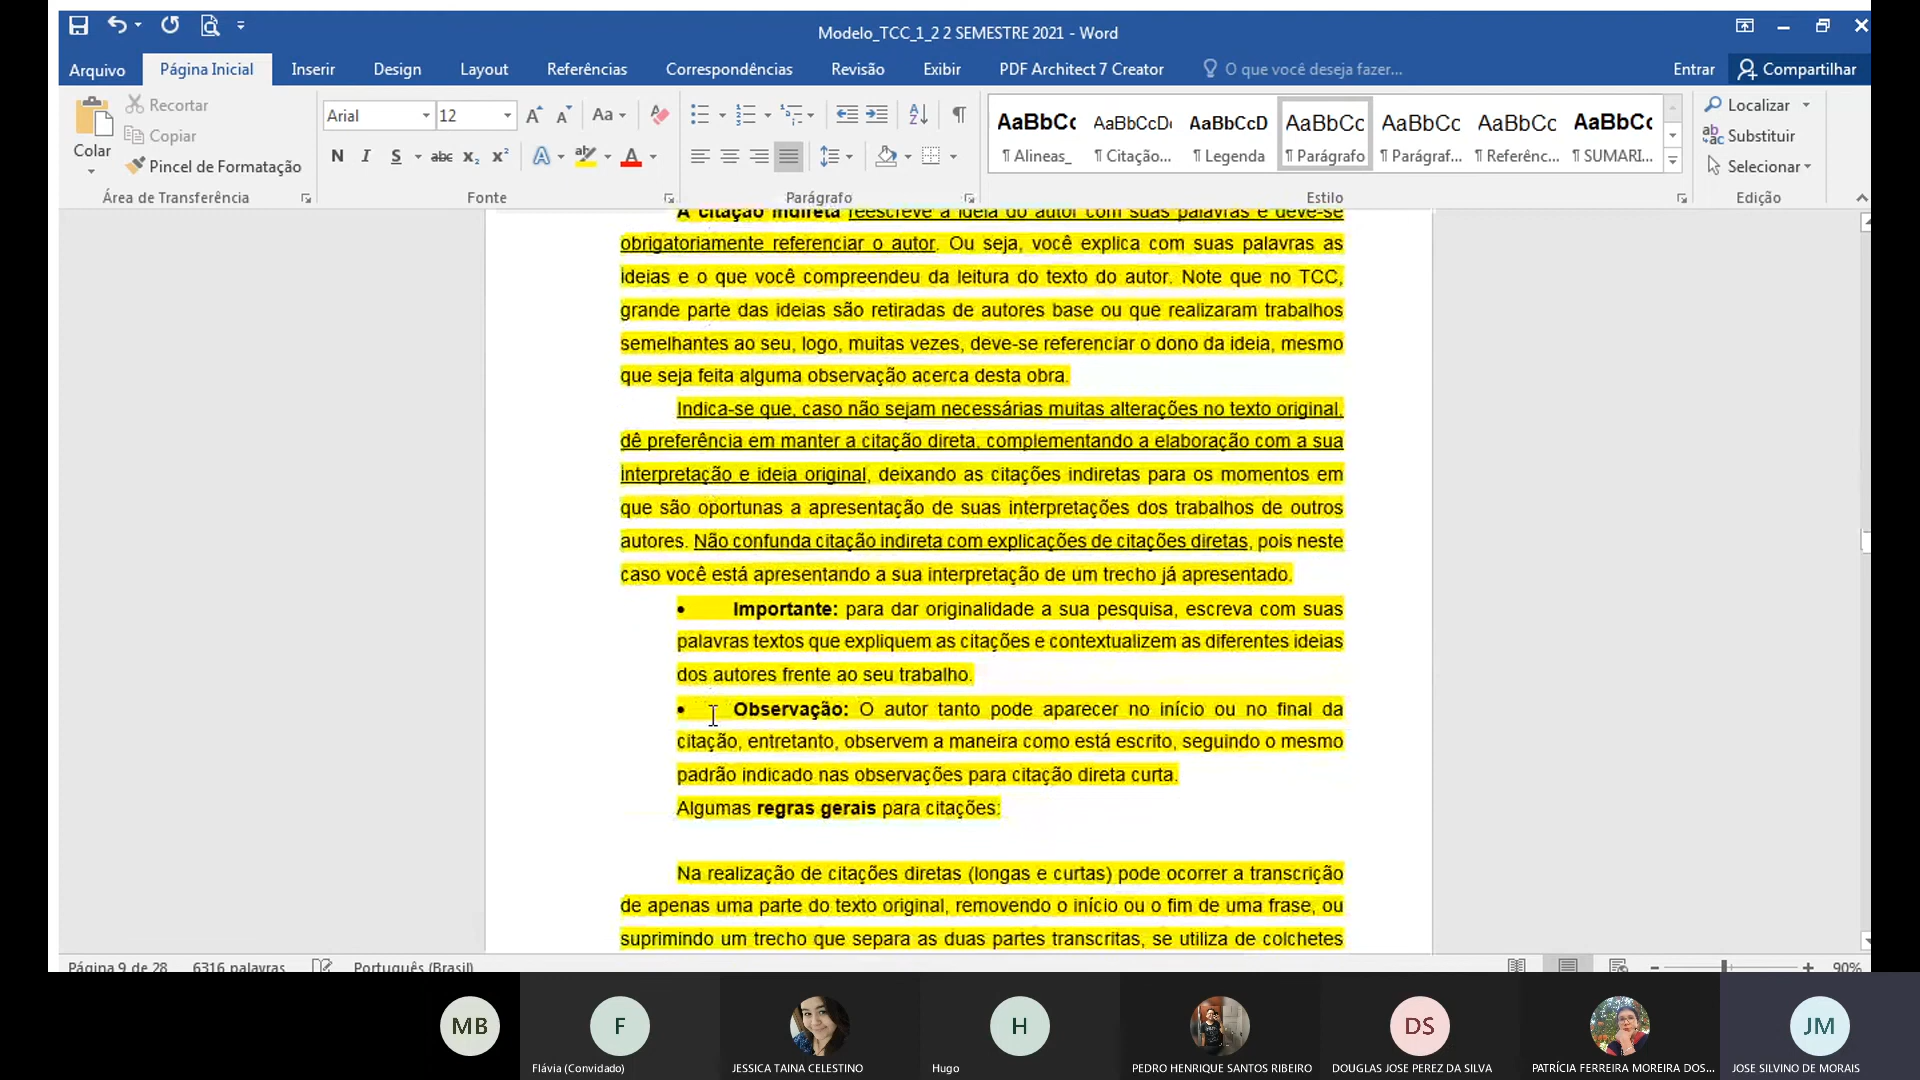 Modelo_TCC_1_2 2 SEMESTRE 2021 - Word
Arquivo Página Inicial Inserir Design Layout Referências Correspondências Revisão Exibir PDF Architect 7 Creator O que você deseja fazer... Entrar Compartilhar
Colar
Recortar
Copiar
Pincel de Formatação
Área de Transferência
Arial 12
N I S abc x₂ x²
Fonte
Parágrafo
AaBbCc AaBbCcDc AaBbCcD AaBbCc AaBbCc AaBbCc AaBbCc
¶ Alineas_ ¶ Citação... ¶ Legenda ¶ Parágrafo ¶ Parágraf... ¶ Referênc... ¶ SUMARI...
Estilo
Localizar
Substituir
Selecionar
Edição
A citação indireta reescreve a ideia do autor com suas palavras e deve-se
obrigatoriamente referenciar o autor. Ou seja, você explica com suas palavras as
ideias e o que você compreendeu da leitura do texto do autor. Note que no TCC,
grande parte das ideias são retiradas de autores base ou que realizaram trabalhos
semelhantes ao seu, logo, muitas vezes, deve-se referenciar o dono da ideia, mesmo
que seja feita alguma observação acerca desta obra.
Indica-se que, caso não sejam necessárias muitas alterações no texto original,
dê preferência em manter a citação direta, complementando a elaboração com a sua
interpretação e ideia original, deixando as citações indiretas para os momentos em
que são oportunas a apresentação de suas interpretações dos trabalhos de outros
autores. Não confunda citação indireta com explicações de citações diretas, pois neste
caso você está apresentando a sua interpretação de um trecho já apresentado.
• Importante: para dar originalidade a sua pesquisa, escreva com suas
palavras textos que expliquem as citações e contextualizem as diferentes ideias
dos autores frente ao seu trabalho.
• Observação: O autor tanto pode aparecer no início ou no final da
citação, entretanto, observem a maneira como está escrito, seguindo o mesmo
padrão indicado nas observações para citação direta curta.
Algumas regras gerais para citações:
Na realização de citações diretas (longas e curtas) pode ocorrer a transcrição
de apenas uma parte do texto original, removendo o início ou o fim de uma frase, ou
suprimindo um trecho que separa as duas partes transcritas, se utiliza de colchetes
Página 9 de 28 6316 palavras Português (Brasil) 90%
MB F H DS JM
Flávia (Convidado) JESSICA TAINA CELESTINO Hugo PEDRO HENRIQUE SANTOS RIBEIRO DOUGLAS JOSE PEREZ DA SILVA PATRÍCIA FERREIRA MOREIRA DOS... JOSE SILVINO DE MORAIS